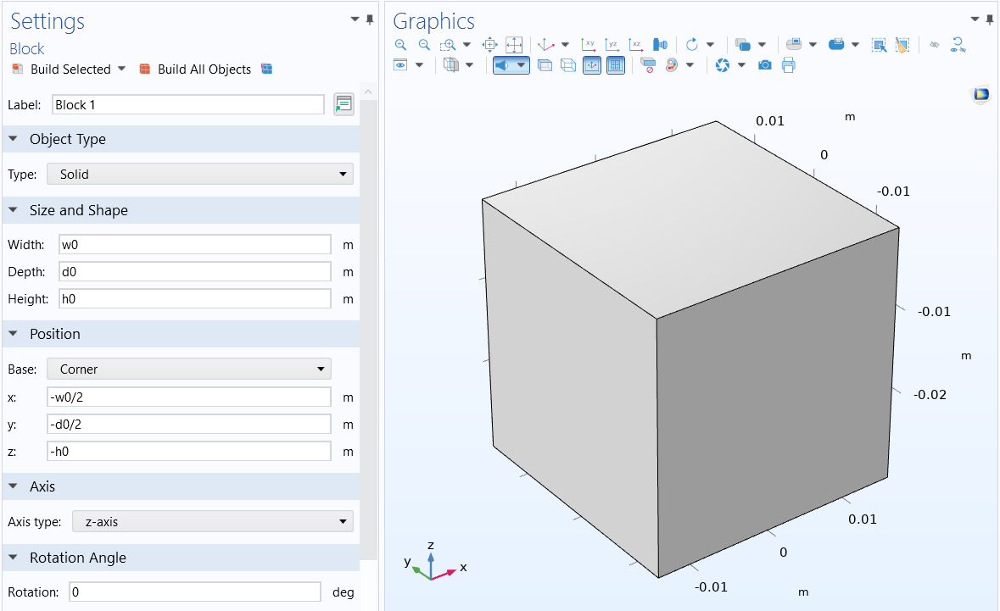 Settings
Block
Build Selected Build All Objects
Label: Block 1
Object Type
Type: Solid
Size and Shape
Width: w0 m
Depth: d0 m
Height: h0 m
Position
Base: Corner
x: -w0/2 m
y: -d0/2 m
z: -h0 m
Axis
Axis type: z-axis
Rotation Angle
Rotation: 0 deg
Graphics
xy yz xz
0.01 m
0
-0.01
-0.01
m
-0.02
0.01
0
-0.01 m
z
y x